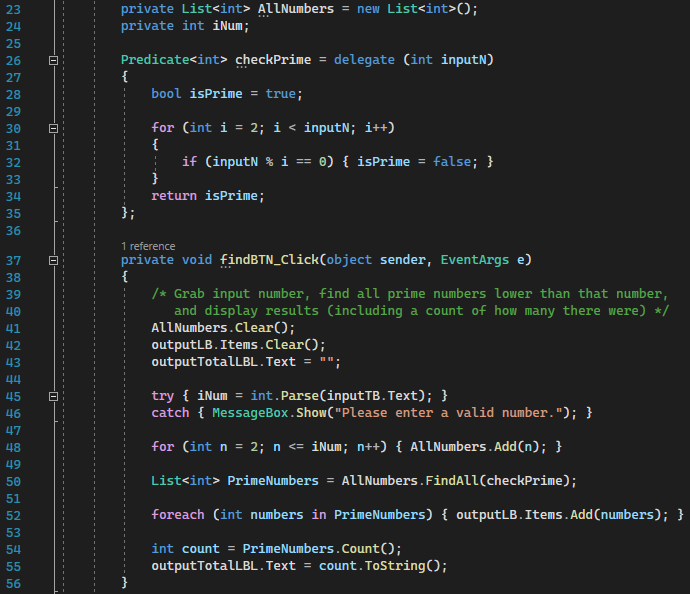 23 private List<int> AllNumbers = new List<int>();
24 private int iNum;
25
26 Predicate<int> checkPrime = delegate (int inputN)
27 {
28 bool isPrime = true;
29
30 for (int i = 2; i < inputN; i++)
31 {
32 if (inputN % i == 0) { isPrime = false; }
33 }
34 return isPrime;
35 };
36
1 reference
37 private void findBTN_Click(object sender, EventArgs e)
38 {
39 /* Grab input number, find all prime numbers lower than that number,
40 and display results (including a count of how many there were) */
41 AllNumbers.Clear();
42 outputLB.Items.Clear();
43 outputTotalLBL.Text = "";
44
45 try { iNum = int.Parse(inputTB.Text); }
46 catch { MessageBox.Show("Please enter a valid number."); }
47
48 for (int n = 2; n <= iNum; n++) { AllNumbers.Add(n); }
49
50 List<int> PrimeNumbers = AllNumbers.FindAll(checkPrime);
51
52 foreach (int numbers in PrimeNumbers) { outputLB.Items.Add(numbers); }
53
54 int count = PrimeNumbers.Count();
55 outputTotalLBL.Text = count.ToString();
56 }